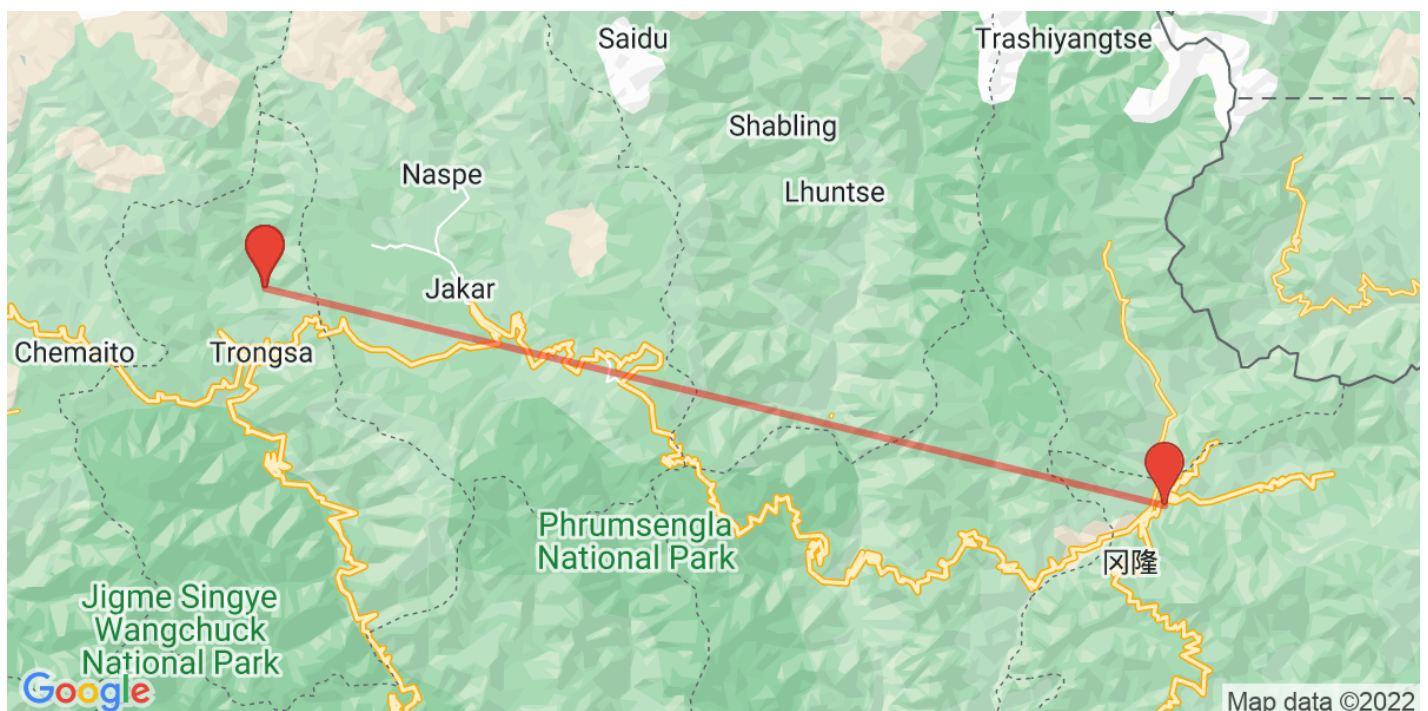 Saidu
Trashiyangtse
Shabling
Naspe
Lhuntse
Jakar
Chemaito
Trongsa
Phrumsengla
National Park
冈隆
Jigme Singye
Wangchuck
National Park
Google
Map data ©2022